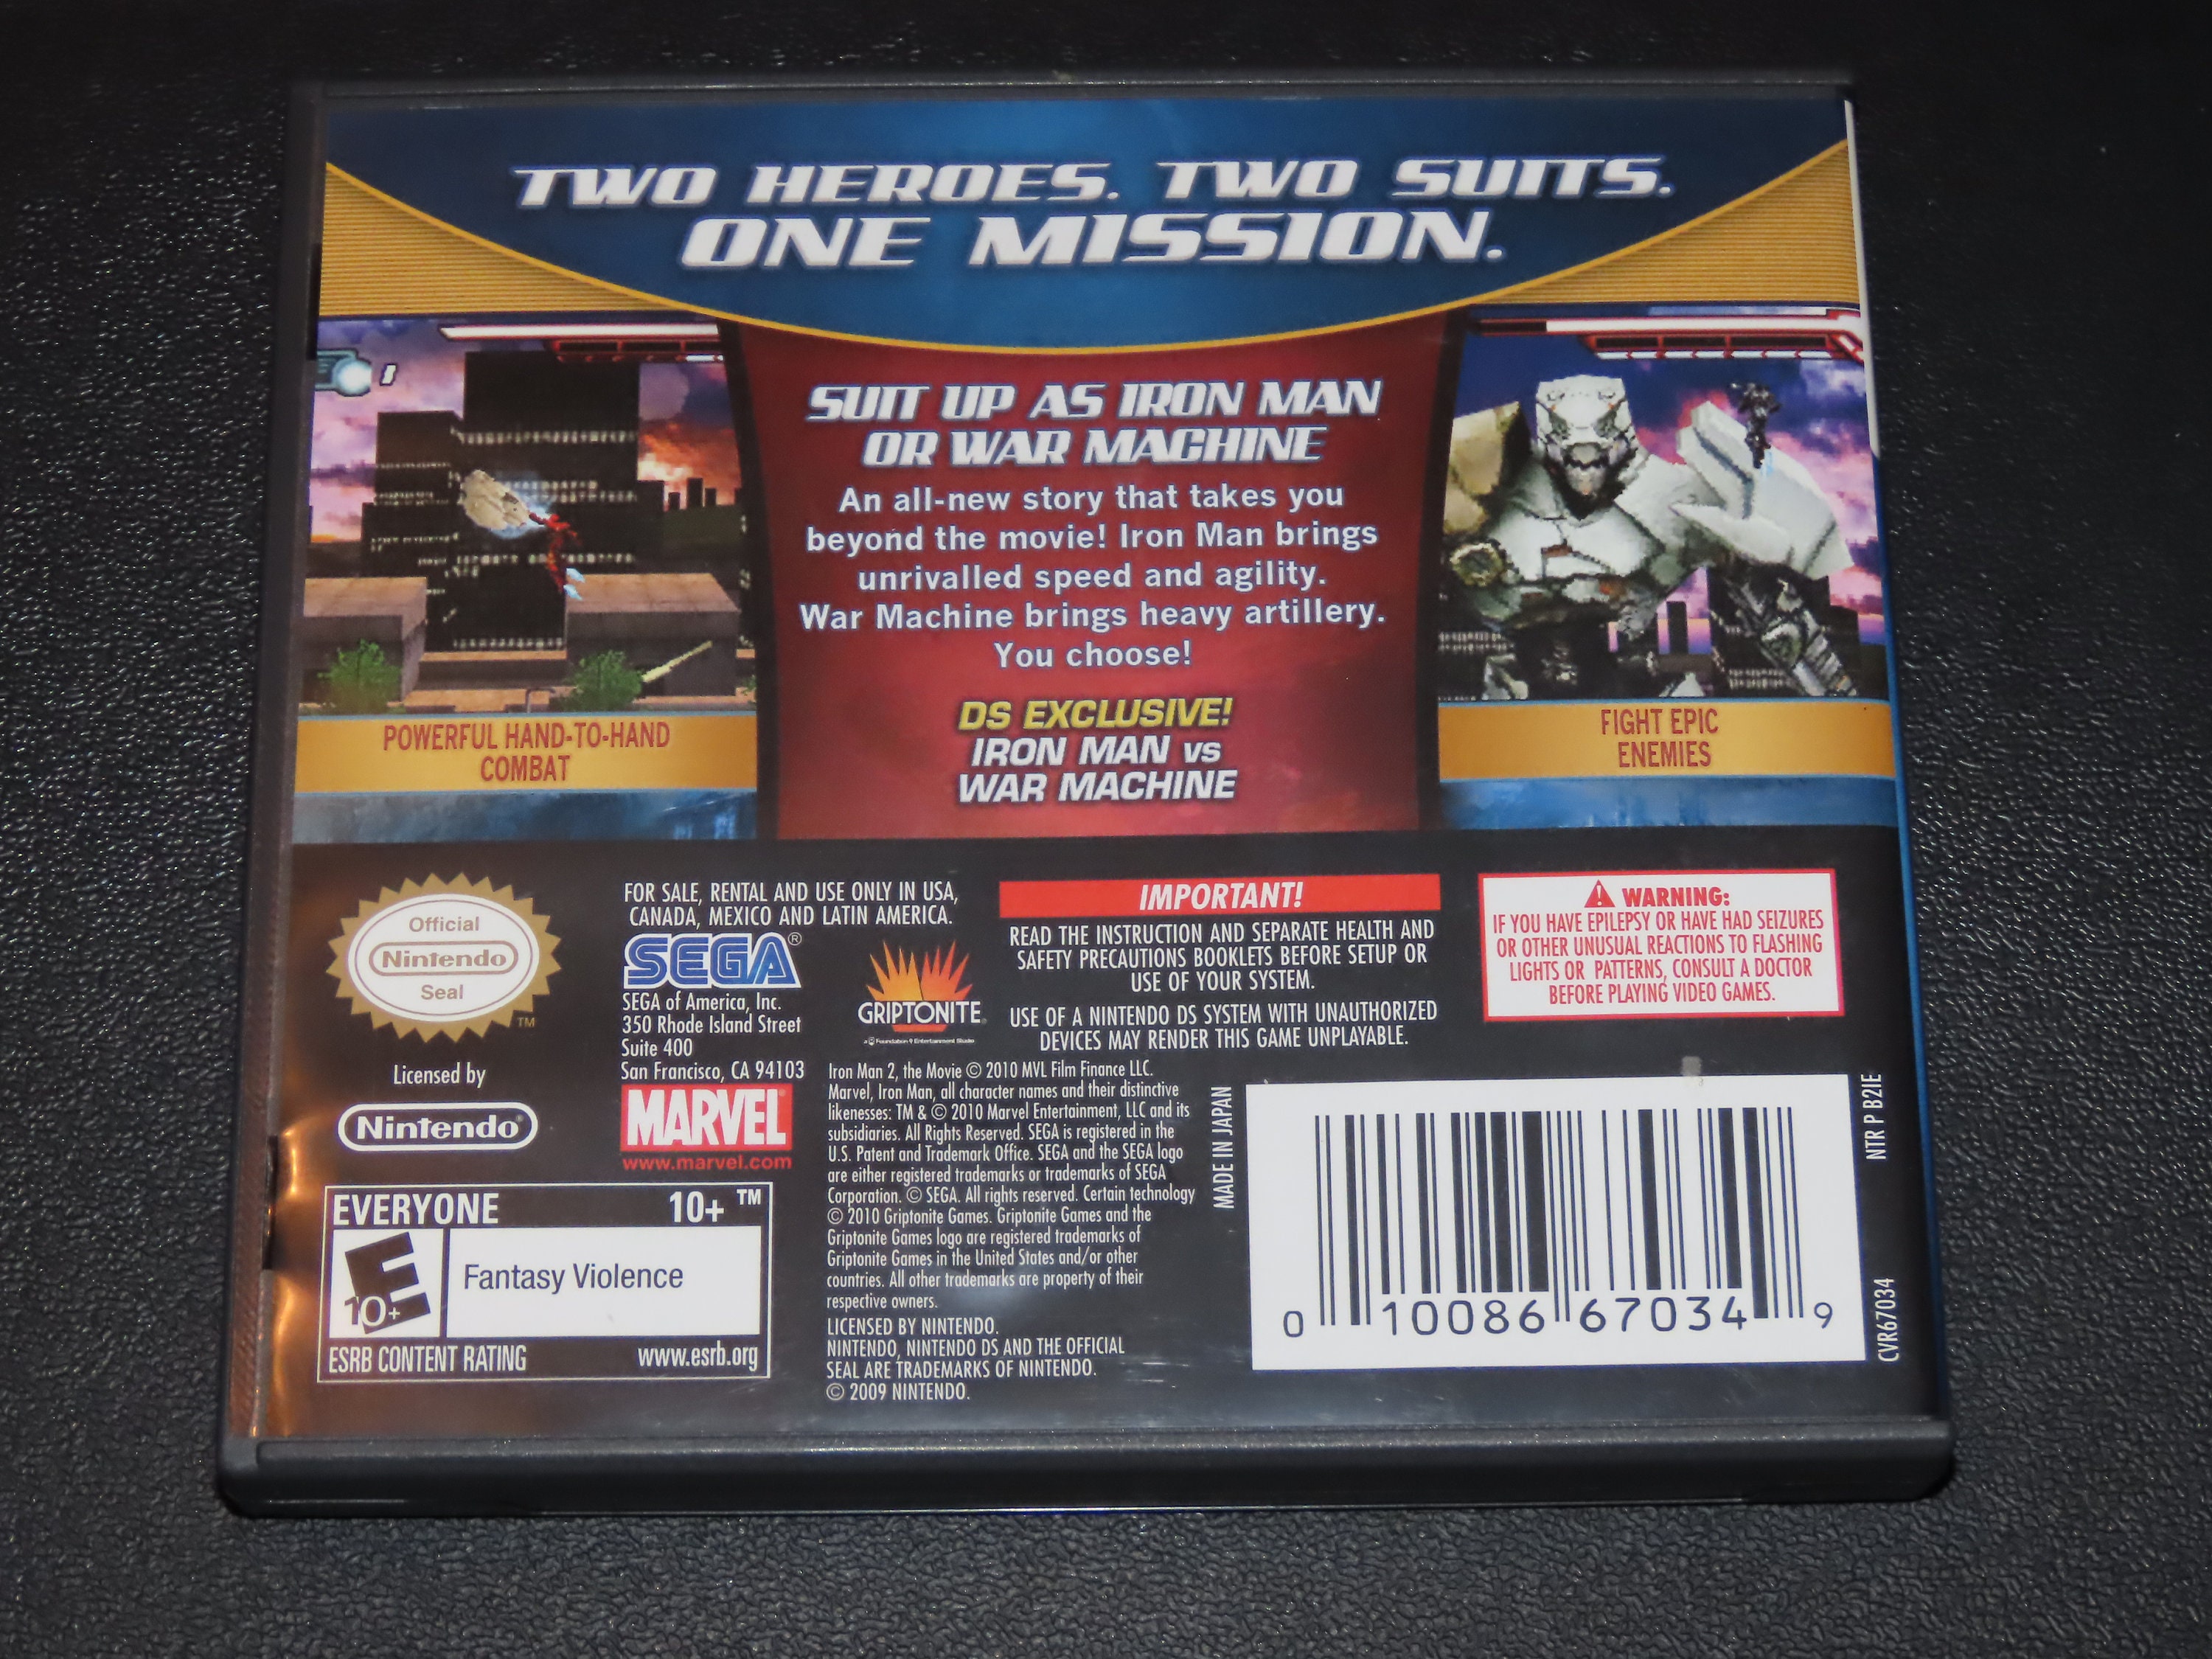 TWO HEROES. TWO SUITS.
ONE MISSION.
SUIT UP AS IRON MAN
OR WAR MACHINE
An all-new story that takes you
beyond the movie! Iron Man brings
unrivalled speed and agility.
War Machine brings heavy artillery.
You choose!
DS EXCLUSIVE!
IRON MAN vs
WAR MACHINE
POWERFUL HAND-TO-HAND
COMBAT
FIGHT EPIC
ENEMIES
Official
Nintendo
Seal
TM
Licensed by
Nintendo®
EVERYONE 10+ ™
E
10+
Fantasy Violence
ESRB CONTENT RATING www.esrb.org
FOR SALE, RENTAL AND USE ONLY IN USA,
CANADA, MEXICO AND LATIN AMERICA.
SEGA®
SEGA of America, Inc.
350 Rhode Island Street
Suite 400
San Francisco, CA 94103
MARVEL
www.marvel.com
GRIPTONITE
a Foundation 9 Entertainment Studio
IMPORTANT!
READ THE INSTRUCTION AND SEPARATE HEALTH AND
SAFETY PRECAUTIONS BOOKLETS BEFORE SETUP OR
USE OF YOUR SYSTEM.
USE OF A NINTENDO DS SYSTEM WITH UNAUTHORIZED
DEVICES MAY RENDER THIS GAME UNPLAYABLE.
WARNING:
IF YOU HAVE EPILEPSY OR HAVE HAD SEIZURES
OR OTHER UNUSUAL REACTIONS TO FLASHING
LIGHTS OR PATTERNS, CONSULT A DOCTOR
BEFORE PLAYING VIDEO GAMES.
Iron Man 2, the Movie © 2010 MVL Film Finance LLC.
Marvel, Iron Man, all character names and their distinctive
likenesses: TM & © 2010 Marvel Entertainment, LLC and its
subsidiaries. All Rights Reserved. SEGA is registered in the
U.S. Patent and Trademark Office. SEGA and the SEGA logo
are either registered trademarks or trademarks of SEGA
Corporation. © SEGA. All rights reserved. Certain technology
© 2010 Griptonite Games. Griptonite Games and the
Griptonite Games logo are registered trademarks of
Griptonite Games in the United States and/or other
countries. All other trademarks are property of their
respective owners.
LICENSED BY NINTENDO.
NINTENDO, NINTENDO DS AND THE OFFICIAL
SEAL ARE TRADEMARKS OF NINTENDO.
© 2009 NINTENDO.
MADE IN JAPAN
0 10086 67034 9
NTR P B2IE
CVR67034